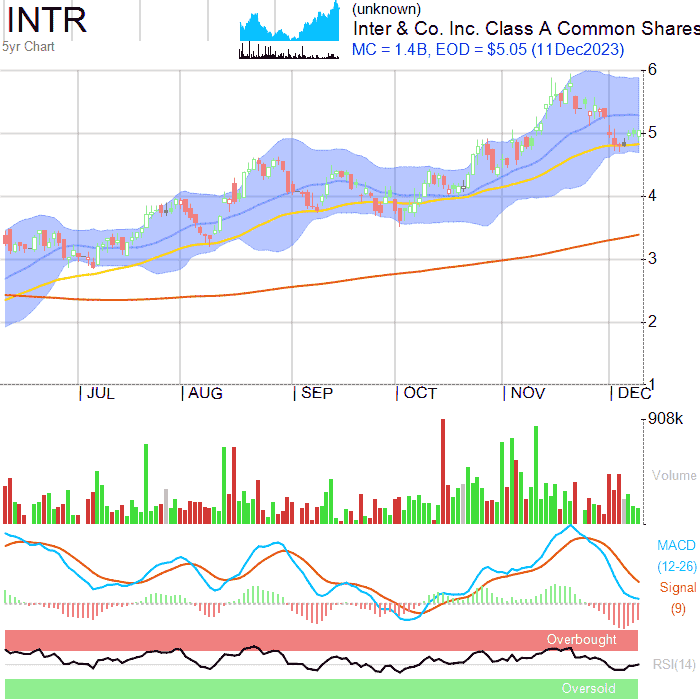 INTR
5yr Chart
(unknown)
Inter & Co. Inc. Class A Common Shares
MC = 1.4B, EOD = $5.05 (11Dec2023)
6
5
4
3
2
1
JUL AUG SEP OCT NOV DEC
908k
Volume
MACD
(12-26)
Signal
(9)
Overbought
RSI(14)
Oversold